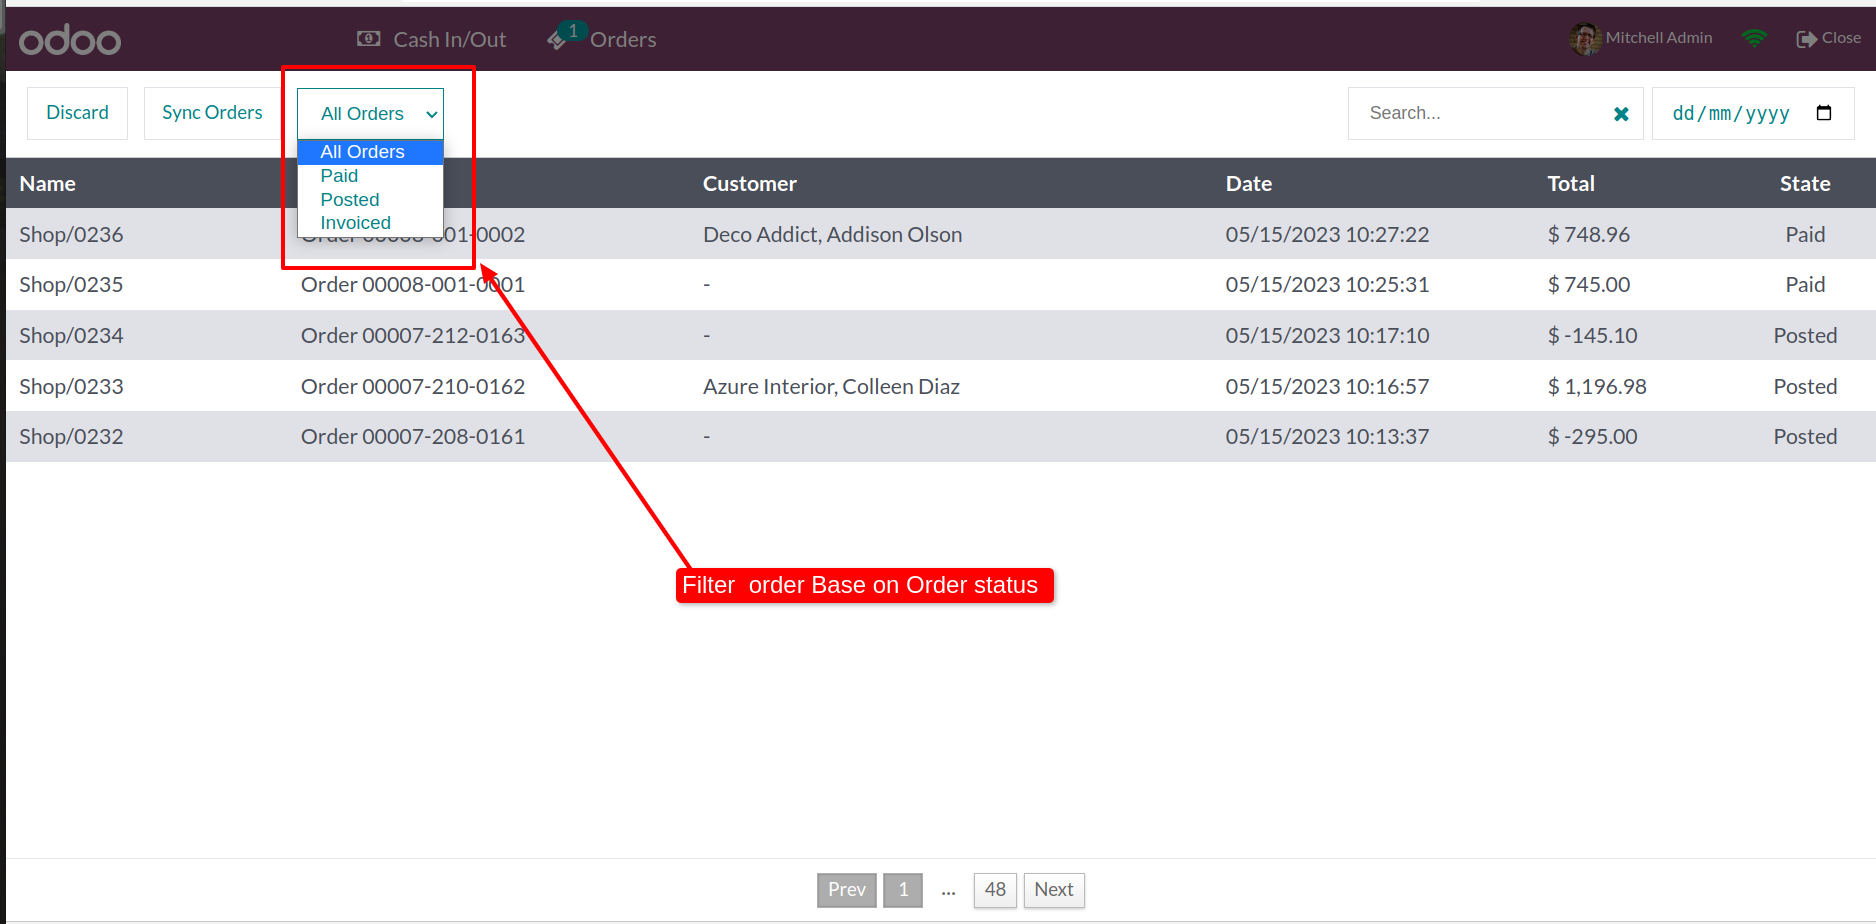 odoo Cash In/Out 1 Orders Mitchell Admin Close
Discard Sync Orders All Orders Search... dd/mm/yyyy
All Orders
Paid
Posted
Invoiced
Name Customer Date Total State
Shop/0236 Order 00008-001-0002 Deco Addict, Addison Olson 05/15/2023 10:27:22 $ 748.96 Paid
Shop/0235 Order 00008-001-0001 - 05/15/2023 10:25:31 $ 745.00 Paid
Shop/0234 Order 00007-212-0163 - 05/15/2023 10:17:10 $ -145.10 Posted
Shop/0233 Order 00007-210-0162 Azure Interior, Colleen Diaz 05/15/2023 10:16:57 $ 1,196.98 Posted
Shop/0232 Order 00007-208-0161 - 05/15/2023 10:13:37 $ -295.00 Posted
Filter  order Base on Order status
Prev 1 ... 48 Next